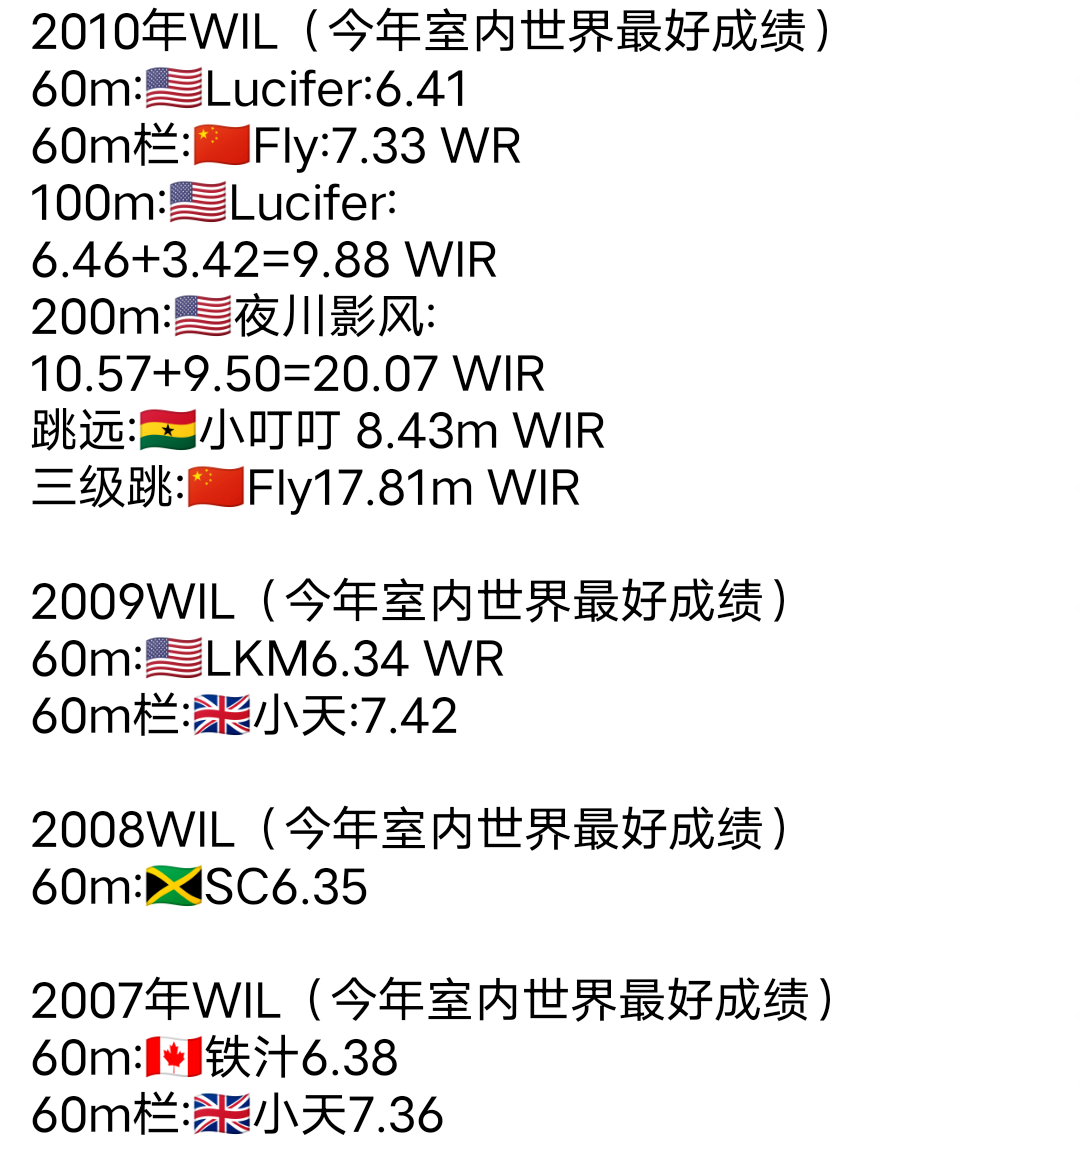 2010年WIL（今年室内世界最好成绩）
60m:🇺🇸Lucifer:6.41
60m栏:🇨🇳Fly:7.33 WR
100m:🇺🇸Lucifer:
6.46+3.42=9.88 WIR
200m:🇺🇸夜川影风:
10.57+9.50=20.07 WIR
跳远:🇬🇭小叮叮 8.43m WIR
三级跳:🇨🇳Fly17.81m WIR
2009WIL（今年室内世界最好成绩）
60m:🇺🇸LKM6.34 WR
60m栏:🇬🇧小天:7.42
2008WIL（今年室内世界最好成绩）
60m:🇯🇲SC6.35
2007年WIL（今年室内世界最好成绩）
60m:🇨🇦铁汁6.38
60m栏:🇬🇧小天7.36